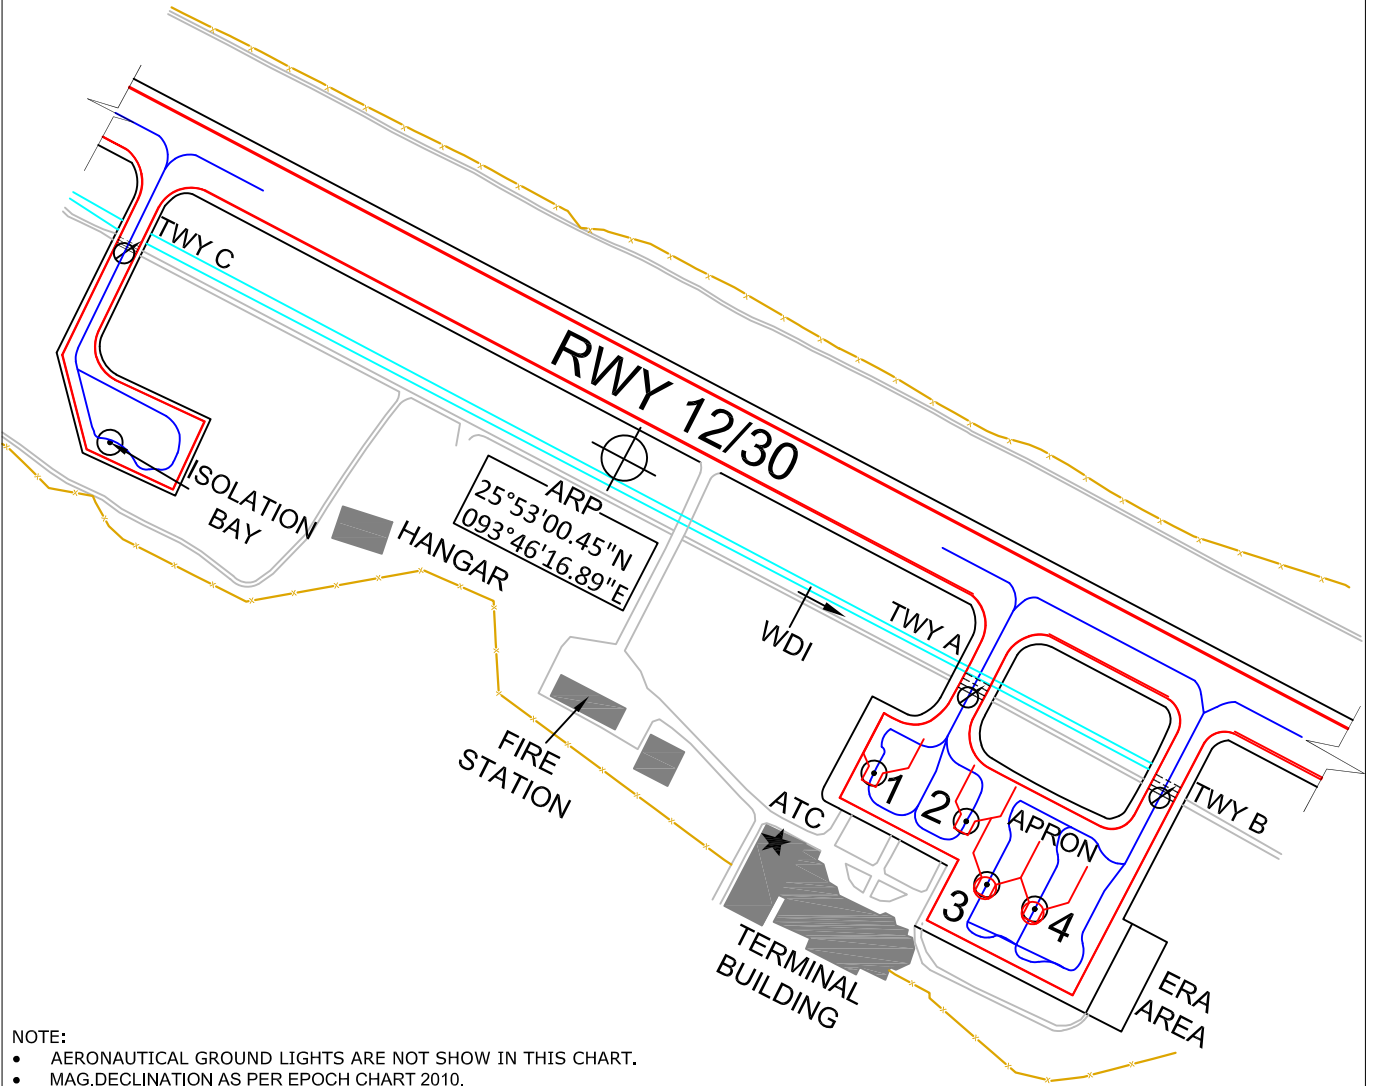 TWY C
RWY 12/30
ISOLATION
BAY
HANGAR
ARP
25°53'00.45"N
093°46'16.89"E
WDI
TWY A
FIRE
STATION
ATC
1
2
APRON
TWY B
3
4
TERMINAL
BUILDING
ERA
AREA
NOTE:
• AERONAUTICAL GROUND LIGHTS ARE NOT SHOW IN THIS CHART.
• MAG.DECLINATION AS PER EPOCH CHART 2010.